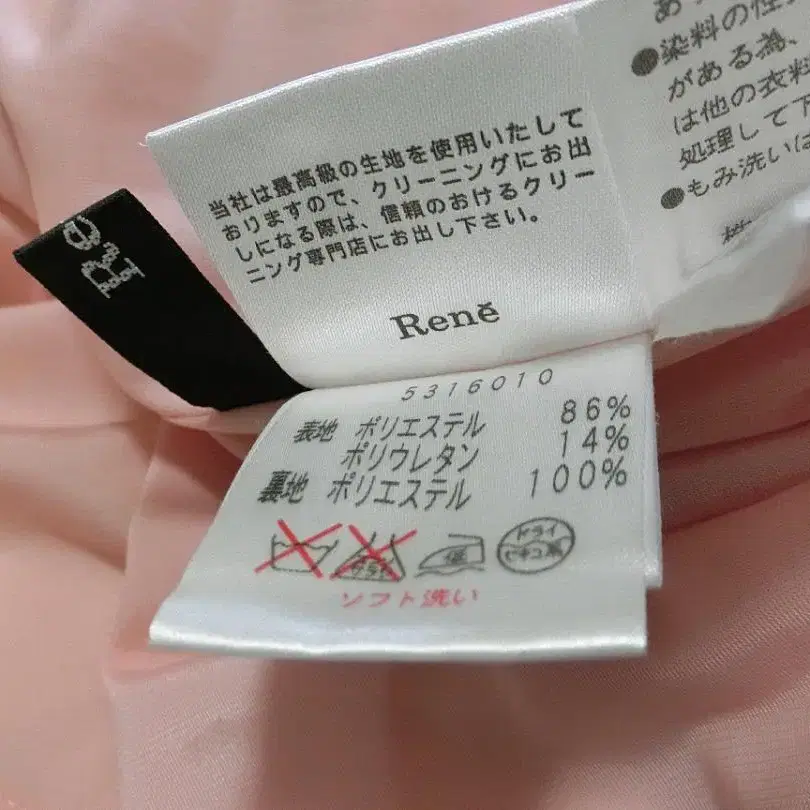 当社は最高級の生地を使用いたして
おりますので、クリーニングにお出
しになる際は、信頼のおけるクリー
ニング専門店にお出し下さい。
René
5316010
表地 ポリエステル 86%
ポリウレタン 14%
裏地 ポリエステル 100%
低
ドライ
セキユ系
ソフト洗い
Re
●染料の性
がある為、
は他の衣料
処理して下
●もみ洗いは